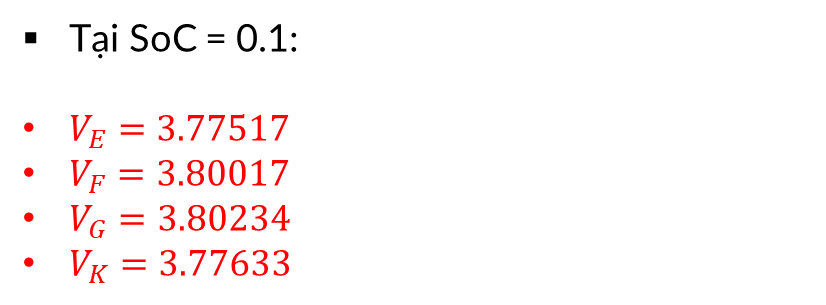 ▪ Tại SoC = 0.1:
• V_E = 3.77517
• V_F = 3.80017
• V_G = 3.80234
• V_K = 3.77633